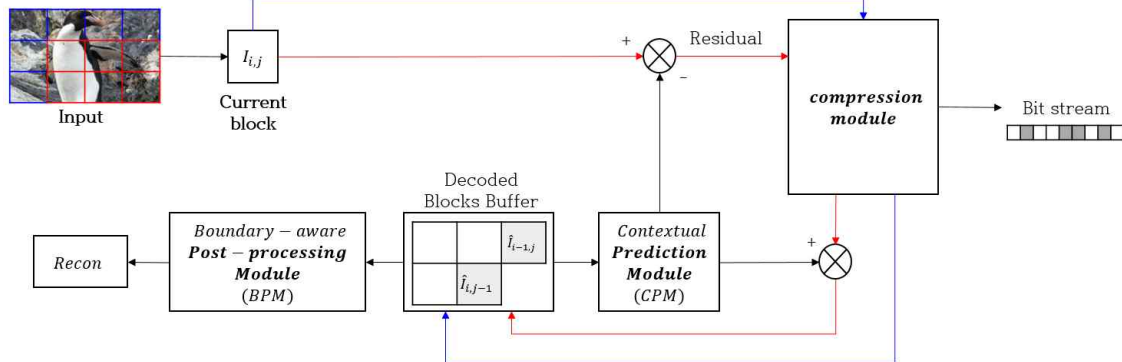 Input
I_{i,j}
Current
block
+
Residual
−
compression
module
Bit stream
Decoded
Blocks Buffer
Î_{i−1,j}
Î_{i,j−1}
Recon
Boundary − aware
Post − processing
Module
(BPM)
Contextual
Prediction
Module
(CPM)
+